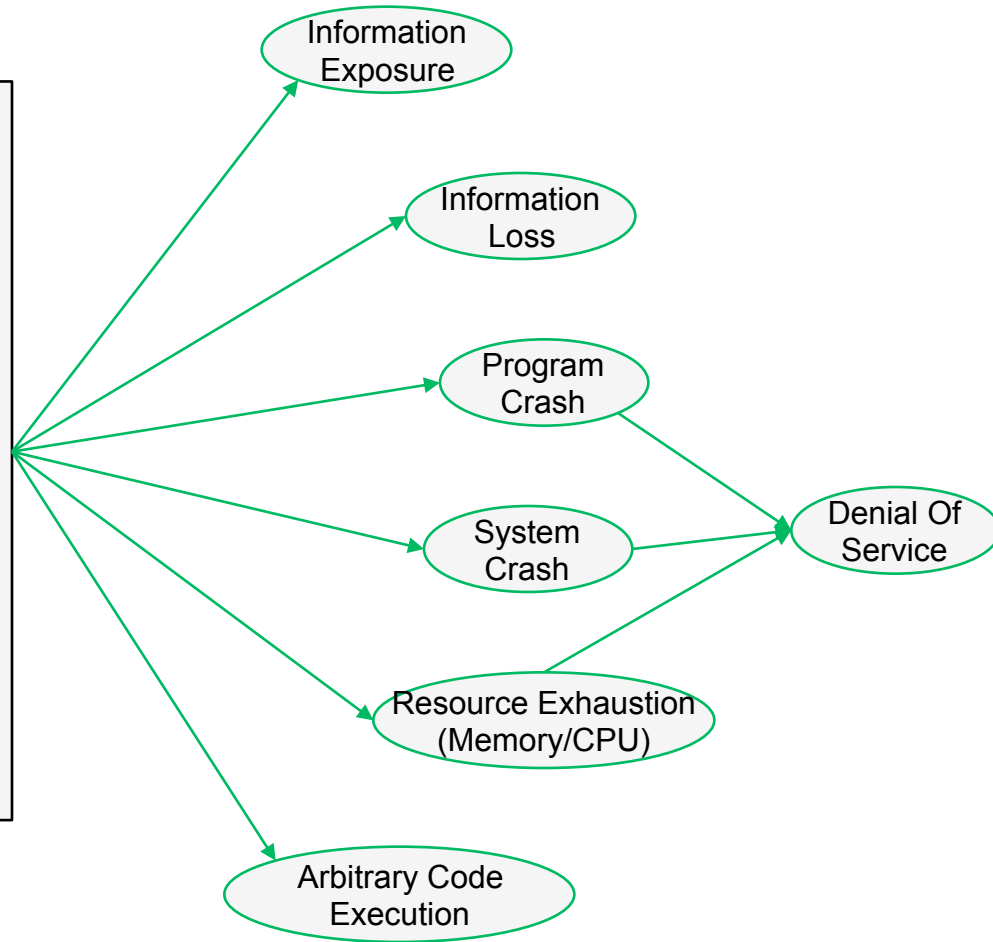 Information
Exposure
Information
Loss
Program
Crash
System
Crash
Denial Of
Service
Resource Exhaustion
(Memory/CPU)
Arbitrary Code
Execution